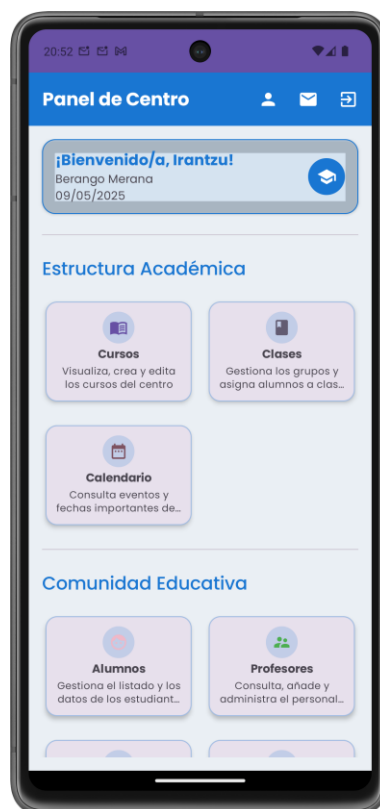 20:52
Panel de Centro
¡Bienvenido/a, Irantzu!
Berango Merana
09/05/2025
Estructura Académica
Cursos
Visualiza, crea y edita
los cursos del centro
Clases
Gestiona los grupos y
asigna alumnos a clas...
Calendario
Consulta eventos y
fechas importantes de...
Comunidad Educativa
Alumnos
Gestiona el listado y los
datos de los estudiant...
Profesores
Consulta, añade y
administra el personal...